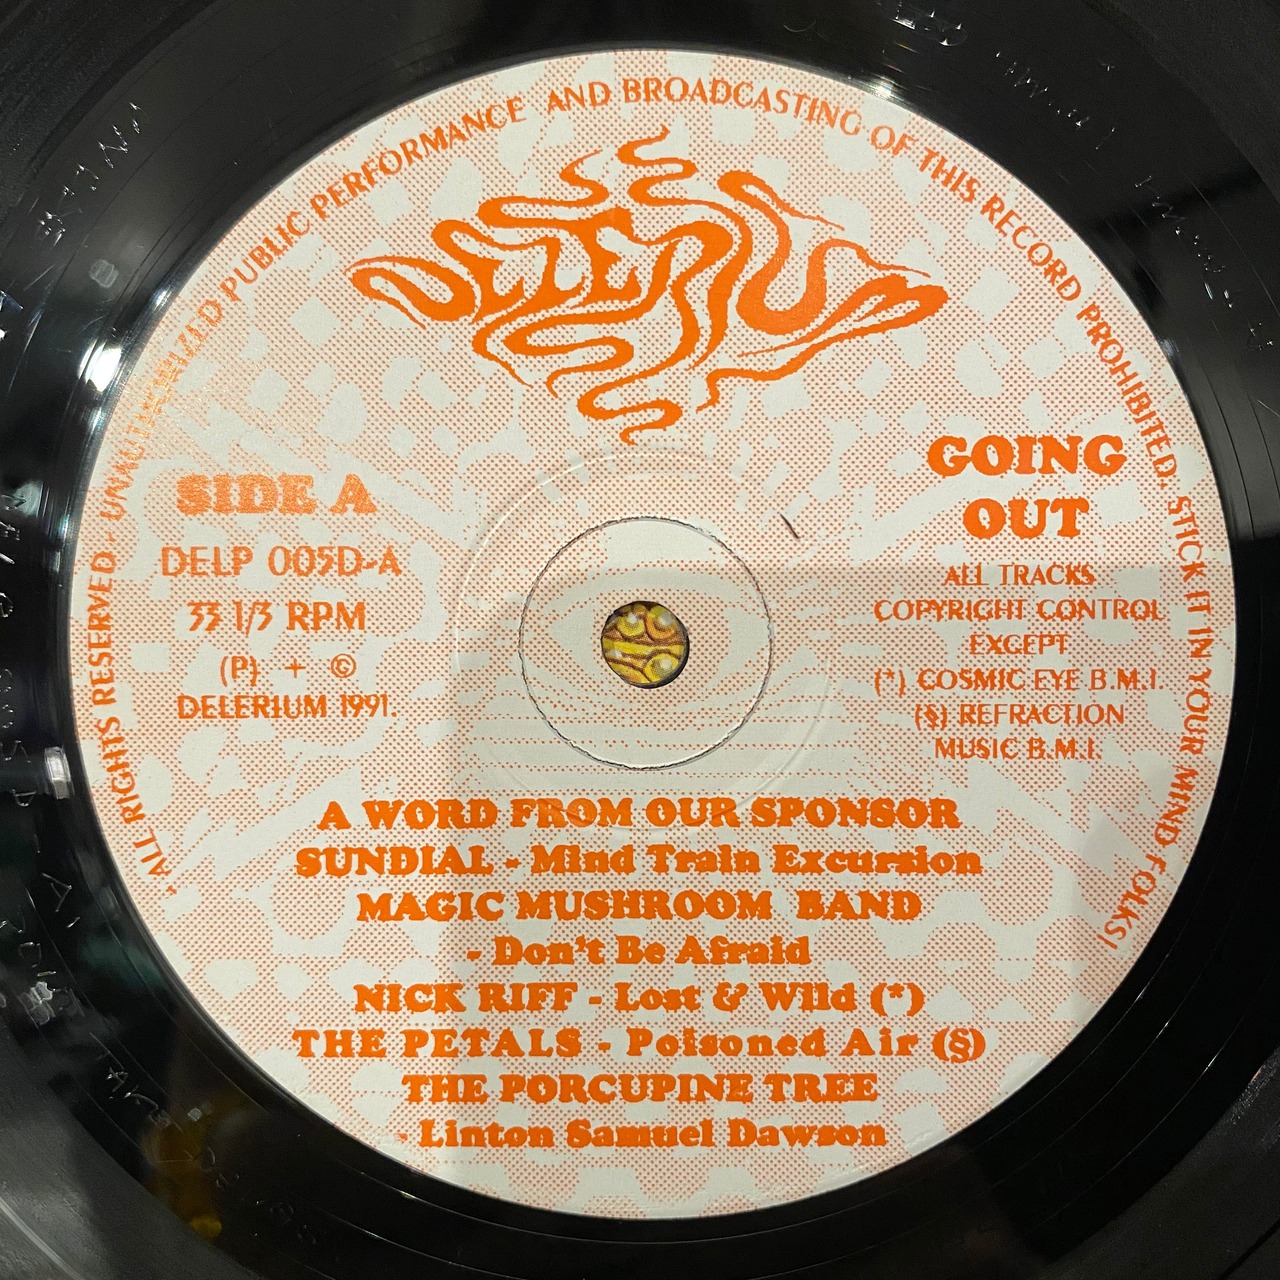 - ALL RIGHTS RESERVED. UNAUTHORIZED PUBLIC PERFORMANCE AND BROADCASTING OF THIS RECORD PROHIBITED. STICK IT IN YOUR MIND FOLKS!
DELERIUM
SIDE A
DELP 005D-A
33 1/3 RPM
(P) + ©
DELERIUM 1991.
GOING
OUT
ALL TRACKS
COPYRIGHT CONTROL
EXCEPT
(*) COSMIC EYE B.M.I.
(§) REFRACTION
MUSIC B.M.I.
A WORD FROM OUR SPONSOR
SUNDIAL - Mind Train Excursion
MAGIC MUSHROOM BAND
- Don't Be Afraid
NICK RIFF - Lost & Wild (*)
THE PETALS - Poisoned Air (§)
THE PORCUPINE TREE
- Linton Samuel Dawson